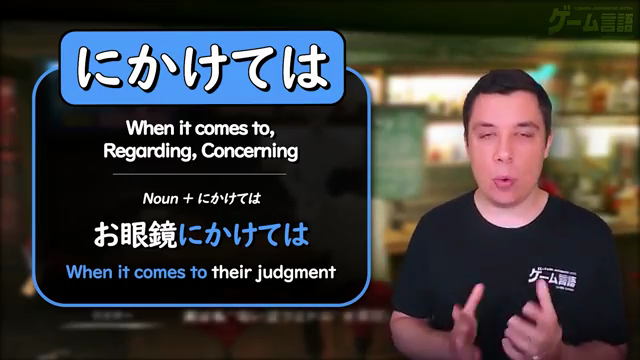 ゲーム言語
にかけては
When it comes to,
Regarding, Concerning
Noun + にかけては
お眼鏡にかけては
When it comes to their judgment
ゲーム言語